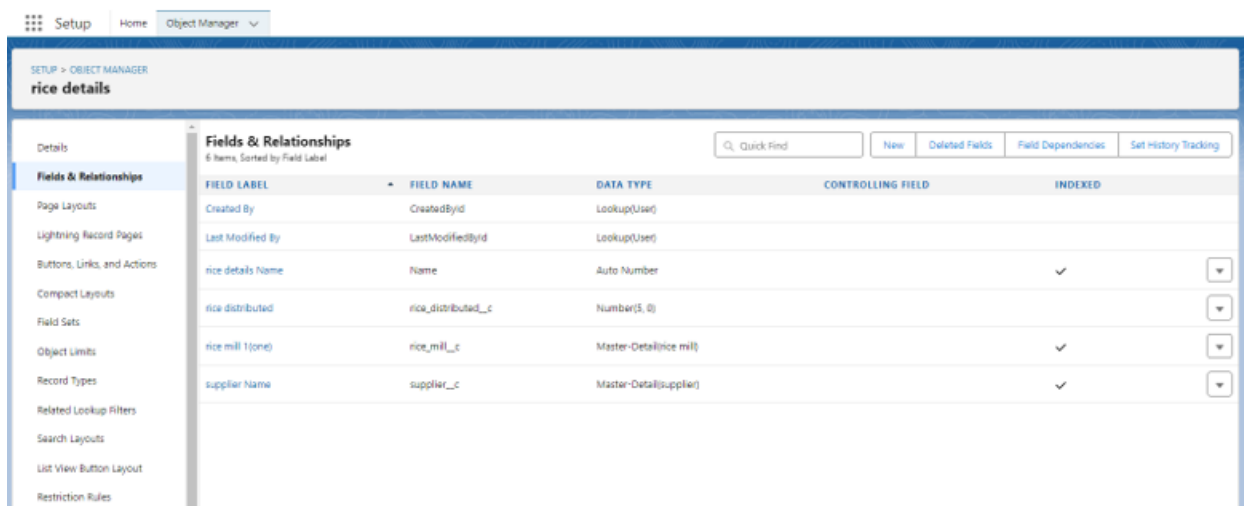 Setup Home Object Manager
SETUP > OBJECT MANAGER
rice details
Details
Fields & Relationships
Page Layouts
Lightning Record Pages
Buttons, Links, and Actions
Compact Layouts
Field Sets
Object Limits
Record Types
Related Lookup Filters
Search Layouts
List View Button Layout
Restriction Rules
Fields & Relationships
6 Items, Sorted by Field Label
Quick Find New Deleted Fields Field Dependencies Set History Tracking
FIELD LABEL FIELD NAME DATA TYPE CONTROLLING FIELD INDEXED
Created By CreatedById Lookup(User)
Last Modified By LastModifiedById Lookup(User)
rice details Name Name Auto Number
rice distributed rice_distributed__c Number(5, 0)
rice mill 1(one) rice_mill__c Master-Detail(rice mill)
supplier Name supplier__c Master-Detail(supplier)